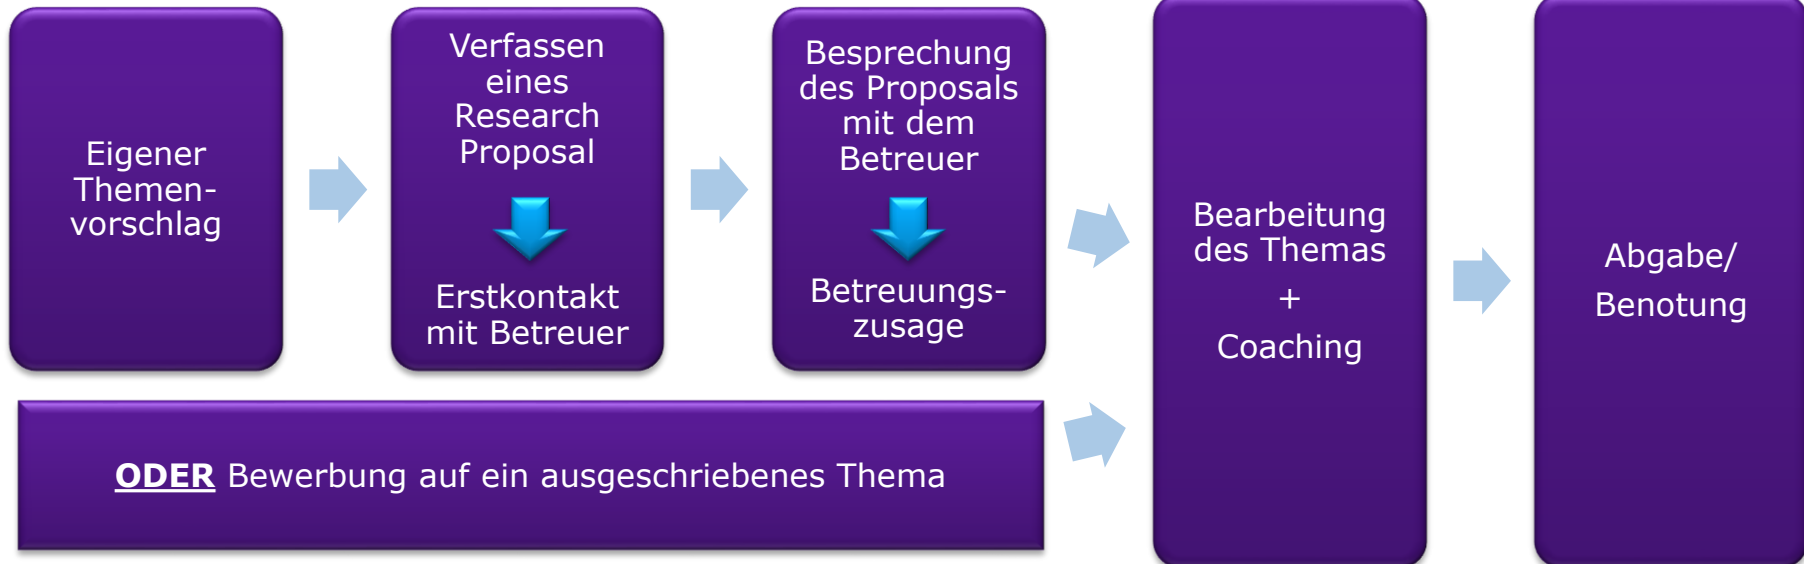 Eigener
Themen-
vorschlag
Verfassen
eines
Research
Proposal
Erstkontakt
mit Betreuer
Besprechung
des Proposals
mit dem
Betreuer
Betreuungs-
zusage
ODER Bewerbung auf ein ausgeschriebenes Thema
Bearbeitung
des Themas
+
Coaching
Abgabe/
Benotung